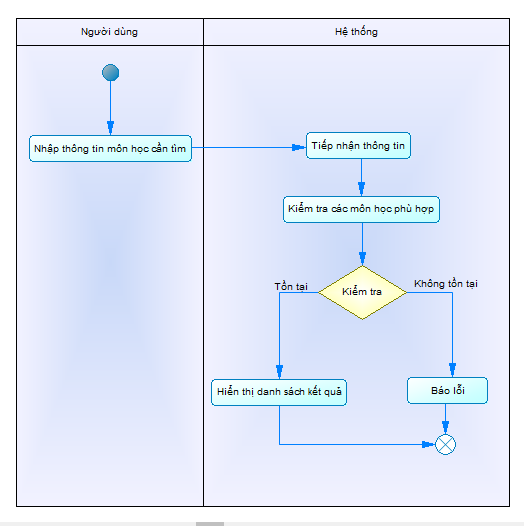 Người dùng
Hệ thống
Nhập thông tin môn học cần tìm
Tiếp nhận thông tin
Kiểm tra các môn học phù hợp
Kiểm tra
Tồn tại
Không tồn tại
Hiển thị danh sách kết quả
Báo lỗi